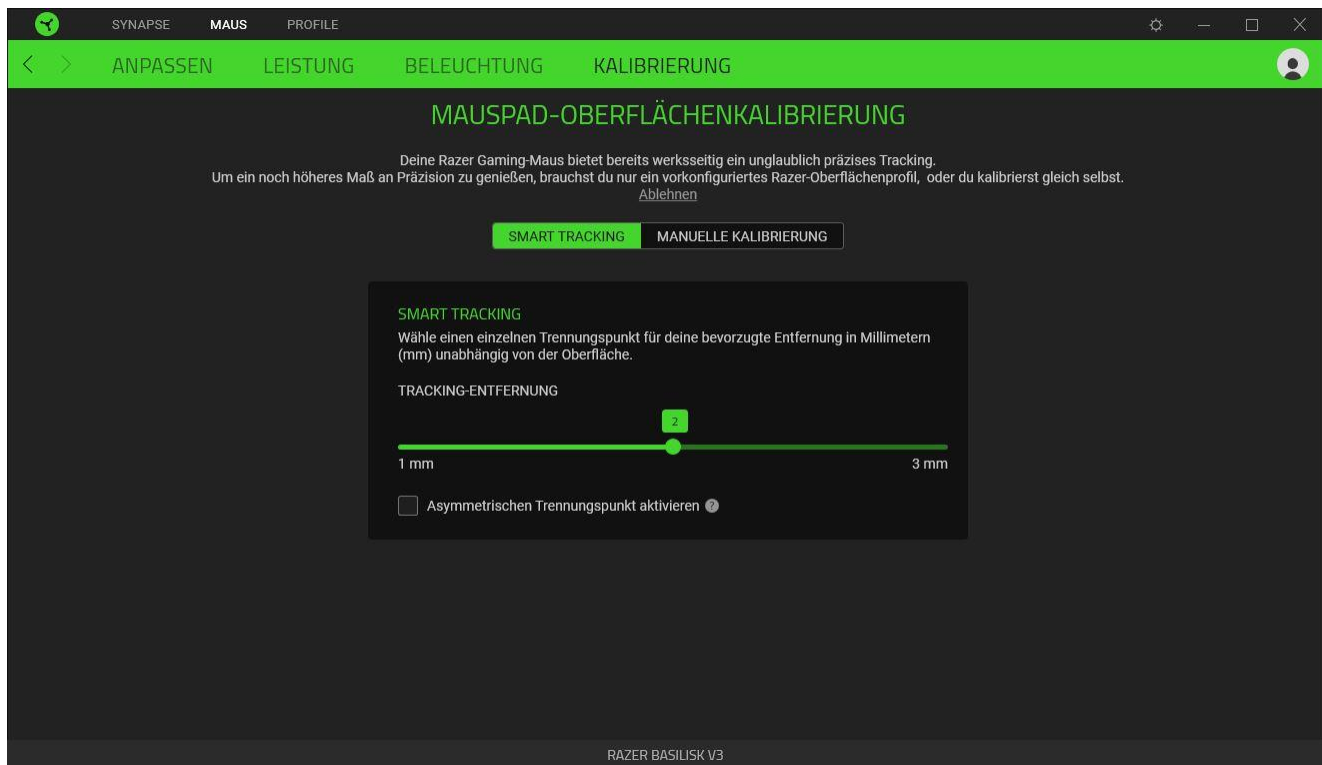 SYNAPSE MAUS PROFILE
ANPASSEN LEISTUNG BELEUCHTUNG KALIBRIERUNG
MAUSPAD-OBERFLÄCHENKALIBRIERUNG
Deine Razer Gaming-Maus bietet bereits werksseitig ein unglaublich präzises Tracking.
Um ein noch höheres Maß an Präzision zu genießen, brauchst du nur ein vorkonfiguriertes Razer-Oberflächenprofil, oder du kalibrierst gleich selbst.
Ablehnen
SMART TRACKING MANUELLE KALIBRIERUNG
SMART TRACKING
Wähle einen einzelnen Trennungspunkt für deine bevorzugte Entfernung in Millimetern
(mm) unabhängig von der Oberfläche.
TRACKING-ENTFERNUNG
2
1 mm 3 mm
Asymmetrischen Trennungspunkt aktivieren ?
RAZER BASILISK V3